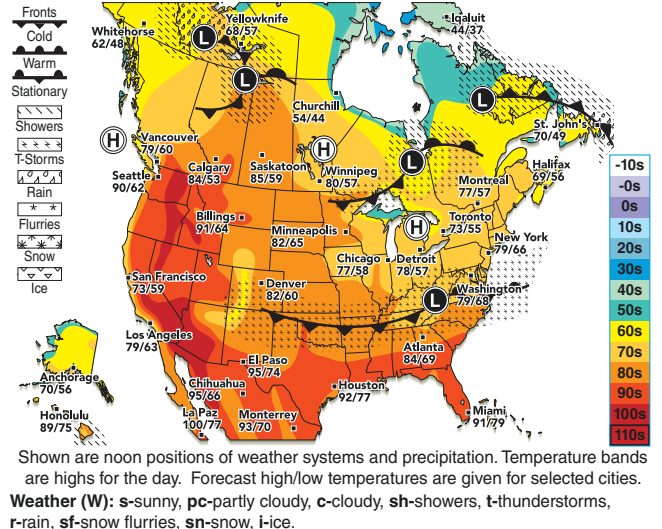 Fronts
Cold
Warm
Stationary
Showers
T-Storms
Rain
Flurries
Snow
Ice
Whitehorse
62/48
Yellowknife
68/57
Iqaluit
44/37
L
L
Churchill
54/44
L
St. John's
70/49
H
Vancouver
79/60
Calgary
84/53
Saskatoon
85/59
H
Winnipeg
80/57
L
Montreal
77/57
Halifax
69/56
Seattle
90/62
Billings
91/64
Minneapolis
82/65
H
Toronto
73/55
New York
79/66
Chicago
77/58
Detroit
78/57
San Francisco
73/59
Denver
82/60
L
Washington
79/68
Los Angeles
79/63
El Paso
95/74
Atlanta
84/69
Anchorage
70/56
Chihuahua
95/66
Houston
92/77
Honolulu
89/75
La Paz
100/77
Monterrey
93/70
Miami
91/79
-10s
-0s
0s
10s
20s
30s
40s
50s
60s
70s
80s
90s
100s
110s
Shown are noon positions of weather systems and precipitation. Temperature bands
are highs for the day. Forecast high/low temperatures are given for selected cities.
Weather (W): s-sunny, pc-partly cloudy, c-cloudy, sh-showers, t-thunderstorms,
r-rain, sf-snow flurries, sn-snow, i-ice.